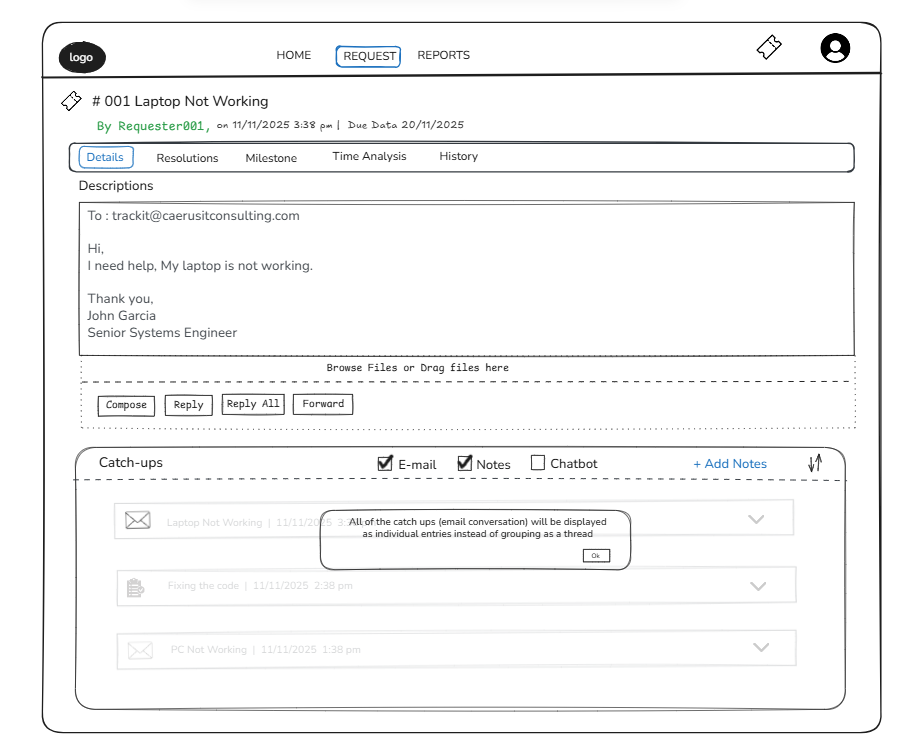 logo
HOME REQUEST REPORTS
# 001 Laptop Not Working
By Requester001, on 11/11/2025 3:38 pm | Due Data 20/11/2025
Details Resolutions Milestone Time Analysis History
Descriptions
To : trackit@caerusitconsulting.com
Hi,
I need help, My laptop is not working.
Thank you,
John Garcia
Senior Systems Engineer
Browse Files or Drag files here
Compose Reply Reply All Forward
Catch-ups E-mail Notes Chatbot + Add Notes
Laptop Not Working | 11/11/2025
All of the catch ups (email conversation) will be displayed
as individual entries instead of grouping as a thread
Ok
Fixing the code | 11/11/2025 2:38 pm
PC Not Working | 11/11/2025 1:38 pm